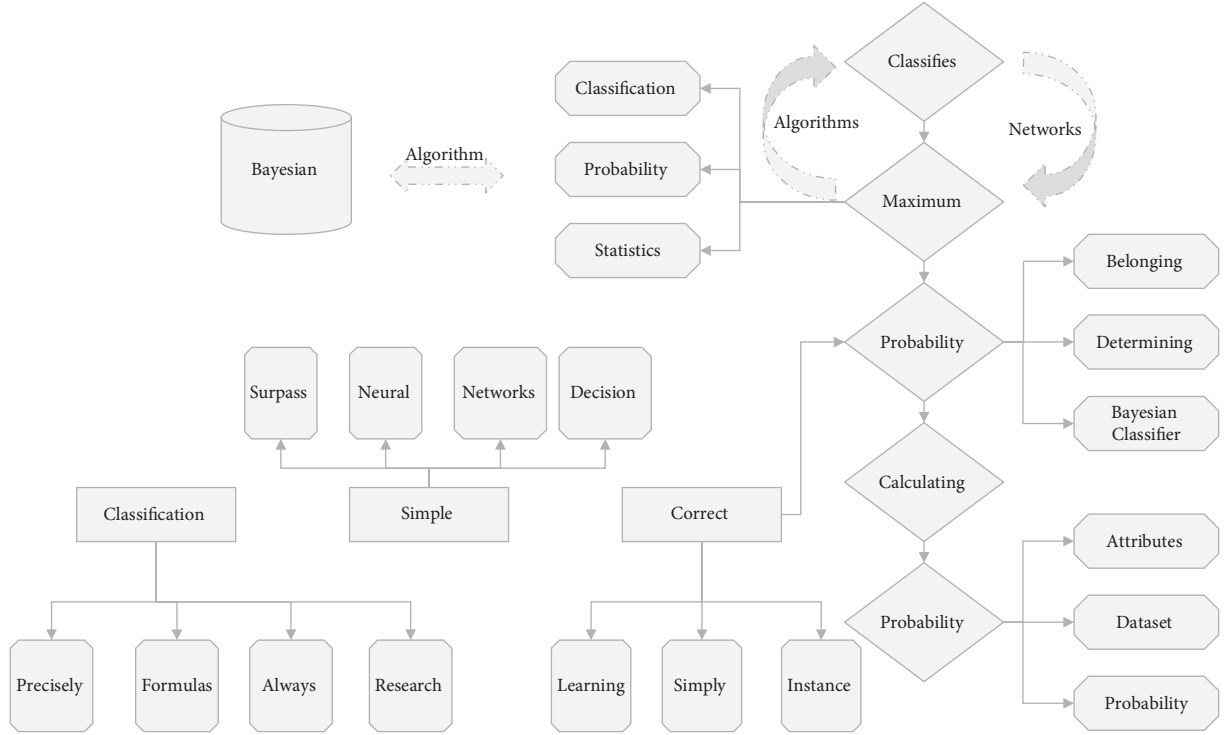 Classifies
Classification
Algorithms
Networks
Algorithm
Bayesian
Probability
Maximum
Statistics
Belonging
Probability
Determining
Surpass
Neural
Networks
Decision
Bayesian
Classifier
Calculating
Classification
Simple
Correct
Attributes
Probability
Dataset
Precisely
Formulas
Always
Research
Learning
Simply
Instance
Probability